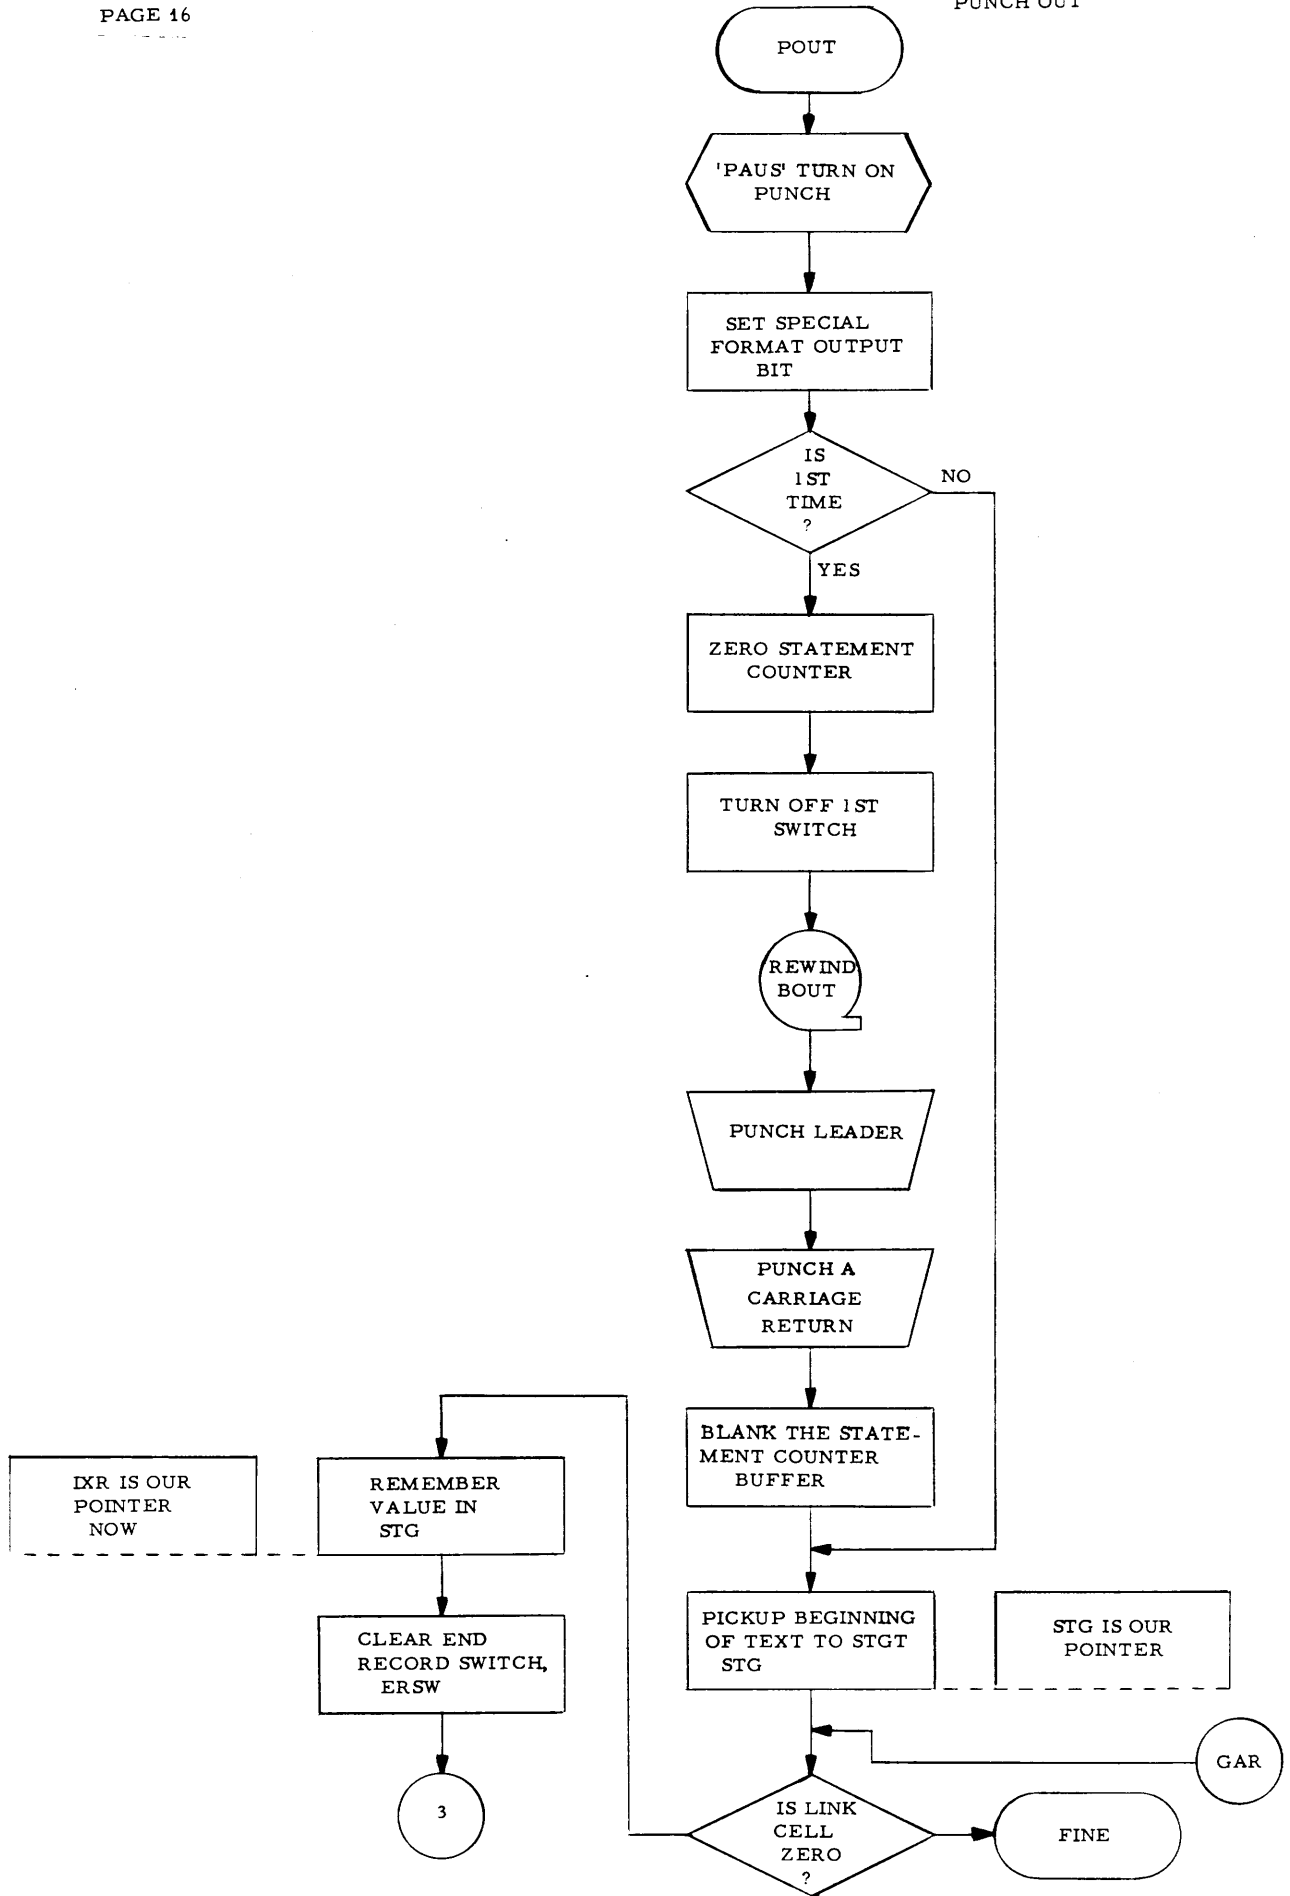 PAGE 16
PUNCH OUT
POUT
'PAUS' TURN ON
PUNCH
SET SPECIAL
FORMAT OUTPUT
BIT
IS
1ST
TIME
?
NO
YES
ZERO STATEMENT
COUNTER
TURN OFF 1ST
SWITCH
REWIND
BOUT
PUNCH LEADER
PUNCH A
CARRIAGE
RETURN
BLANK THE STATE-
MENT COUNTER
BUFFER
IXR IS OUR
POINTER
NOW
REMEMBER
VALUE IN
STG
PICKUP BEGINNING
OF TEXT TO STGT
STG
STG IS OUR
POINTER
CLEAR END
RECORD SWITCH,
ERSW
GAR
3
IS LINK
CELL
ZERO
?
FINE